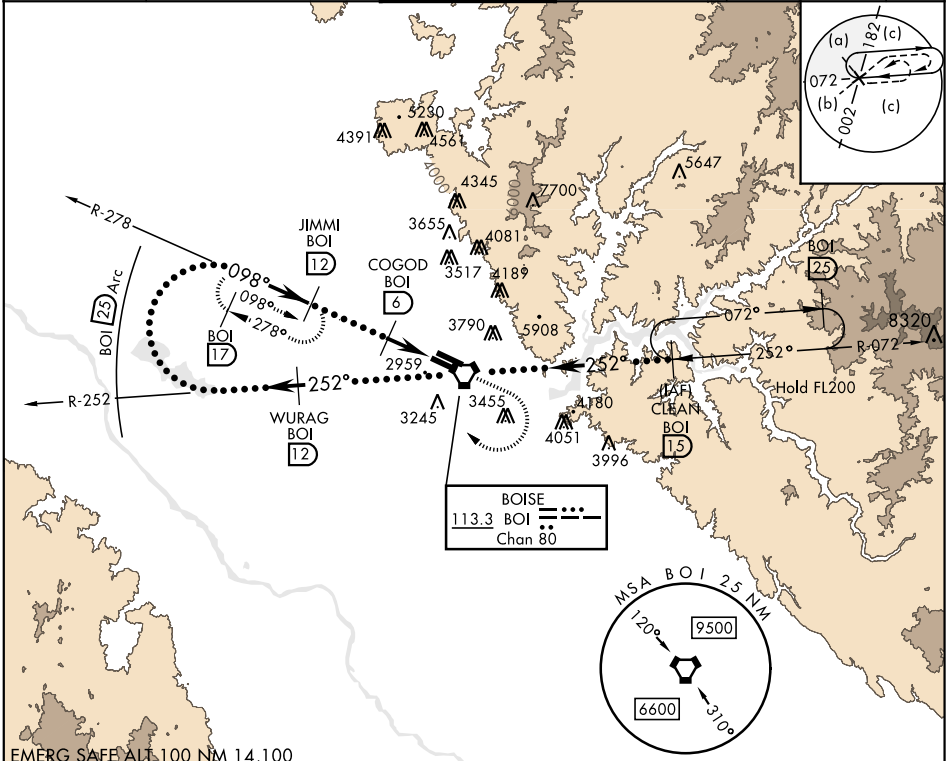 (a)
182
(c)
072
(b)
002
(c)
5230
4391
4561
4000
4345
6000
7700
5647
3655
4081
3517
4189
3790
5908
R-278
JIMMI
BOI
12
098°
COGOD
BOI
6
098°
278°
BOI
17
BOI 25 Arc
BOI
25
072°
8320
252°
R-072
Hold FL200
2959
252°
252°
R-252
WURAG
BOI
12
3245
3455
4180
4051
3996
(IAF)
CLEAN
BOI
15
BOISE
113.3 BOI
Chan 80
MSA BOI 25 NM
120°
9500
6600
310°
EMERG SAFE ALT 100 NM 14,100